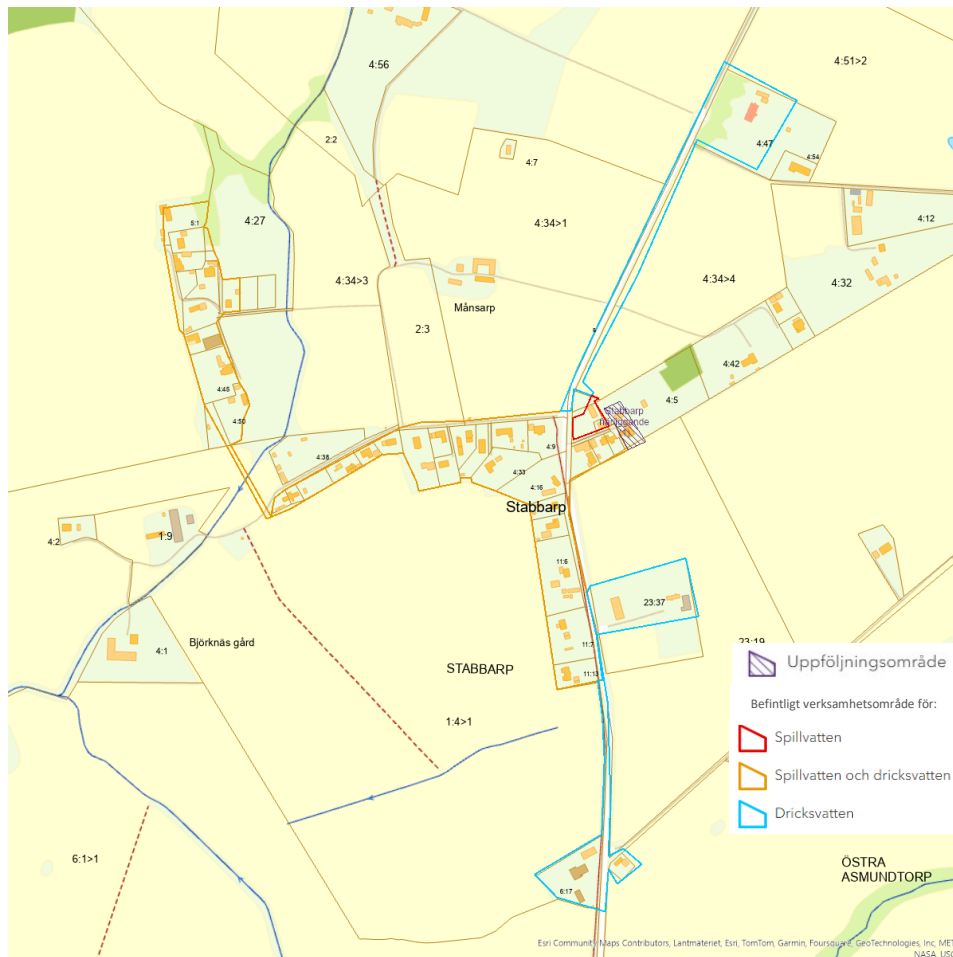 4:56
4:51>2
2:2
4:7
4:47
4:54
5:1
4:27
4:34>1
4:12
4:34>3
4:34>4
4:32
Månsarp
2:3
4:42
4:5
4:45
4:50
Stabbarp
närliggande
4:9
4:38
4:33
4:16
Stabbarp
4:2
1:9
11:6
23:37
4:1
Björknäs gård
11:7
23:19
STABBARP
11:13
1:4>1
Uppföljningsområde
Befintligt verksamhetsområde för:
Spillvatten
Spillvatten och dricksvatten
Dricksvatten
6:1>1
6:17
ÖSTRA
ASMUNDTORP
Esri Community Maps Contributors, Lantmäteriet, Esri, TomTom, Garmin, Foursquare, GeoTechnologies, Inc, MET
NASA, USG